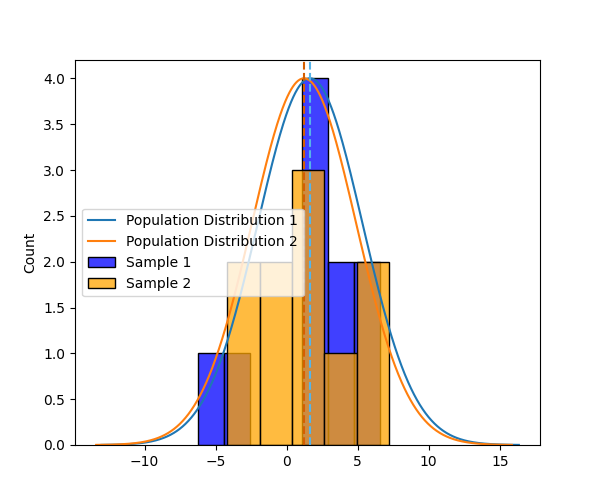 4.0
3.5
3.0
2.5
2.0
1.5
1.0
0.5
0.0
Count
Population Distribution 1
Population Distribution 2
Sample 1
Sample 2
−10 −5 0 5 10 15